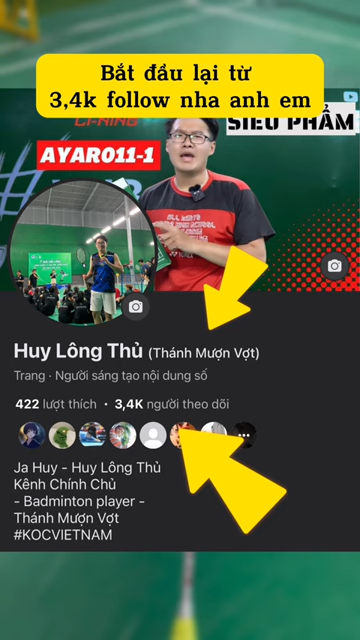 Bắt đầu lại từ
3,4k follow nha anh em
LI-NING
SIÊU PHẨM
AYAR011-1
Huy Lông Thủ (Thánh Mượn Vợt)
Trang · Người sáng tạo nội dung số
422 lượt thích · 3,4K người theo dõi
Ja Huy - Huy Lông Thủ
Kênh Chính Chủ
- Badminton player -
Thánh Mượn Vợt
#KOCVIETNAM